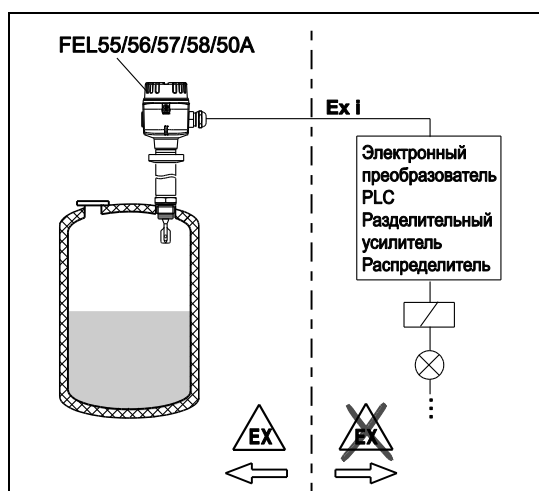 FEL55/56/57/58/50A
Ex i
Электронный
преобразователь
PLC
Разделительный
усилитель
Распределитель
EX
EX